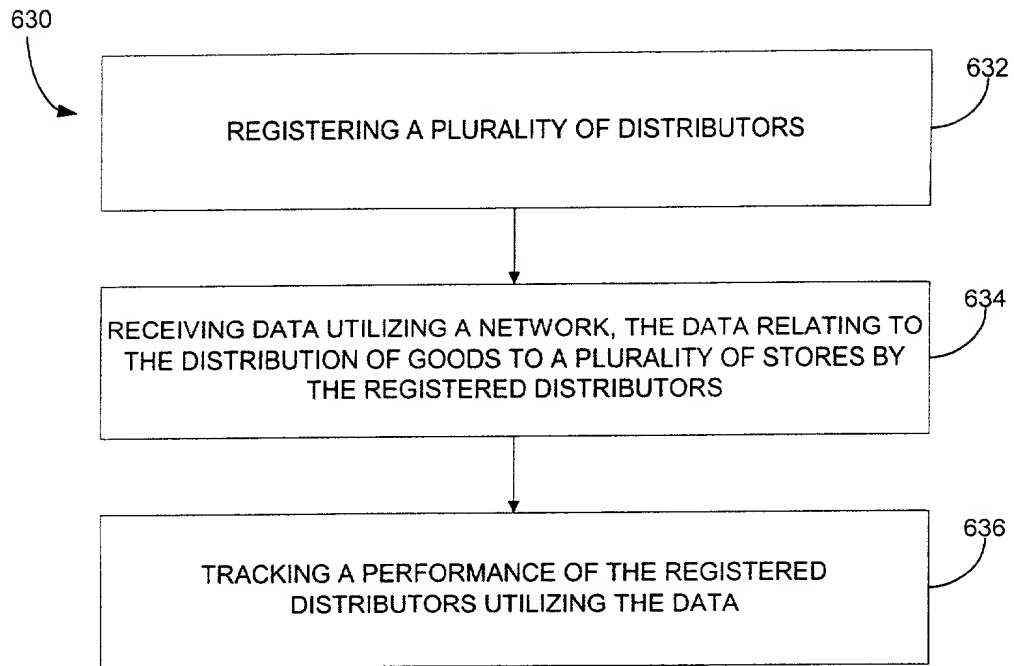 630
632
REGISTERING A PLURALITY OF DISTRIBUTORS
634
RECEIVING DATA UTILIZING A NETWORK, THE DATA RELATING TO
THE DISTRIBUTION OF GOODS TO A PLURALITY OF STORES BY
THE REGISTERED DISTRIBUTORS
636
TRACKING A PERFORMANCE OF THE REGISTERED
DISTRIBUTORS UTILIZING THE DATA